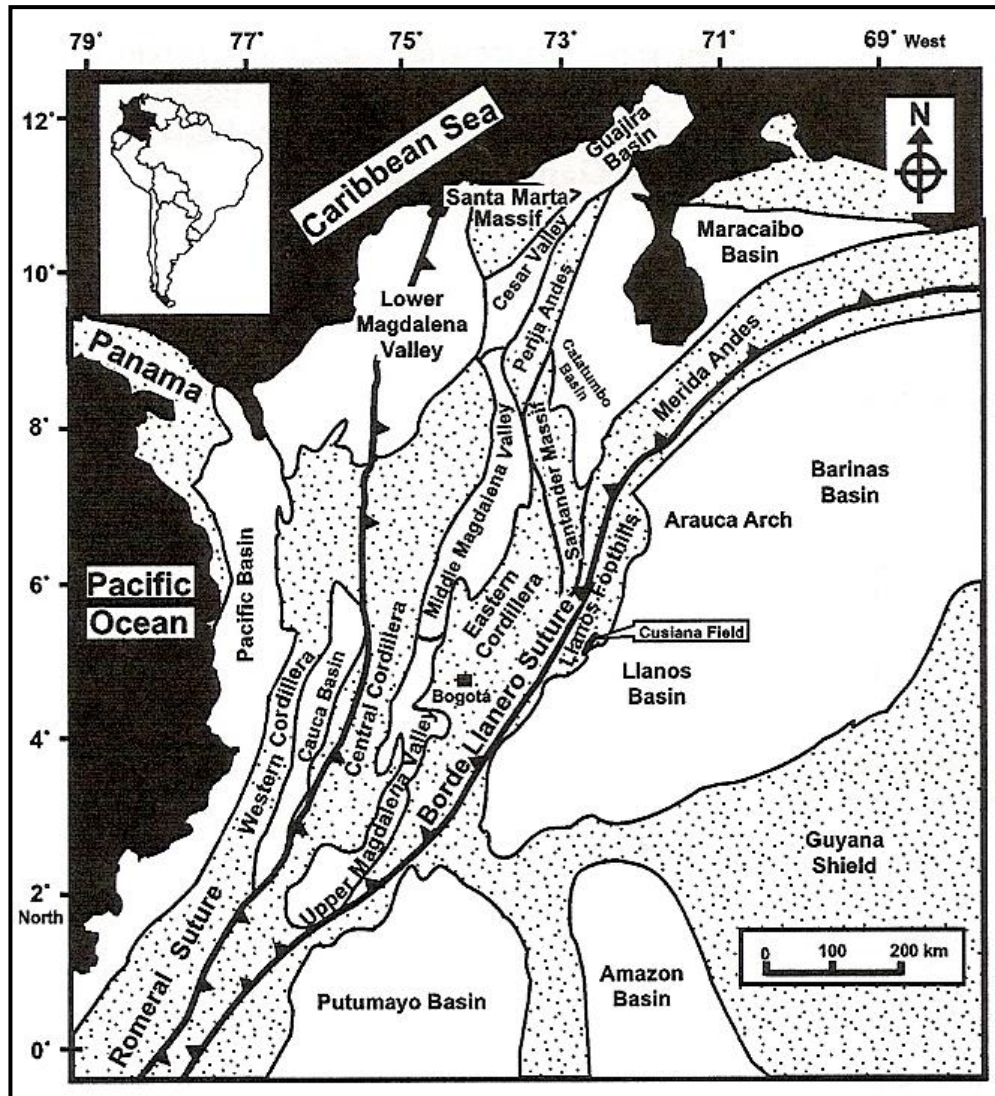 79° 77° 75° 73° 71° 69° West
12°
10°
8°
6°
4°
2°
North
0°
N
Caribbean Sea
Guajira
Basin
Santa Marta
Massif
Maracaibo
Basin
Cesar Valley
Perija Andes
Lower
Magdalena
Valley
Panama
Catatumbo
Basin
Merida Andes
Santander Massif
Middle Magdalena Valley
Barinas
Basin
Arauca Arch
Pacific
Ocean
Pacific Basin
Eastern
Cordillera
Llanos Foothills
Cusiana Field
Llanos
Basin
Western Cordillera
Cauca Basin
Central Cordillera
Bogotá
Borde Llanero Suture
Upper Magdalena Valley
Guyana
Shield
Romeral Suture
Putumayo Basin
Amazon
Basin
0 100 200 km